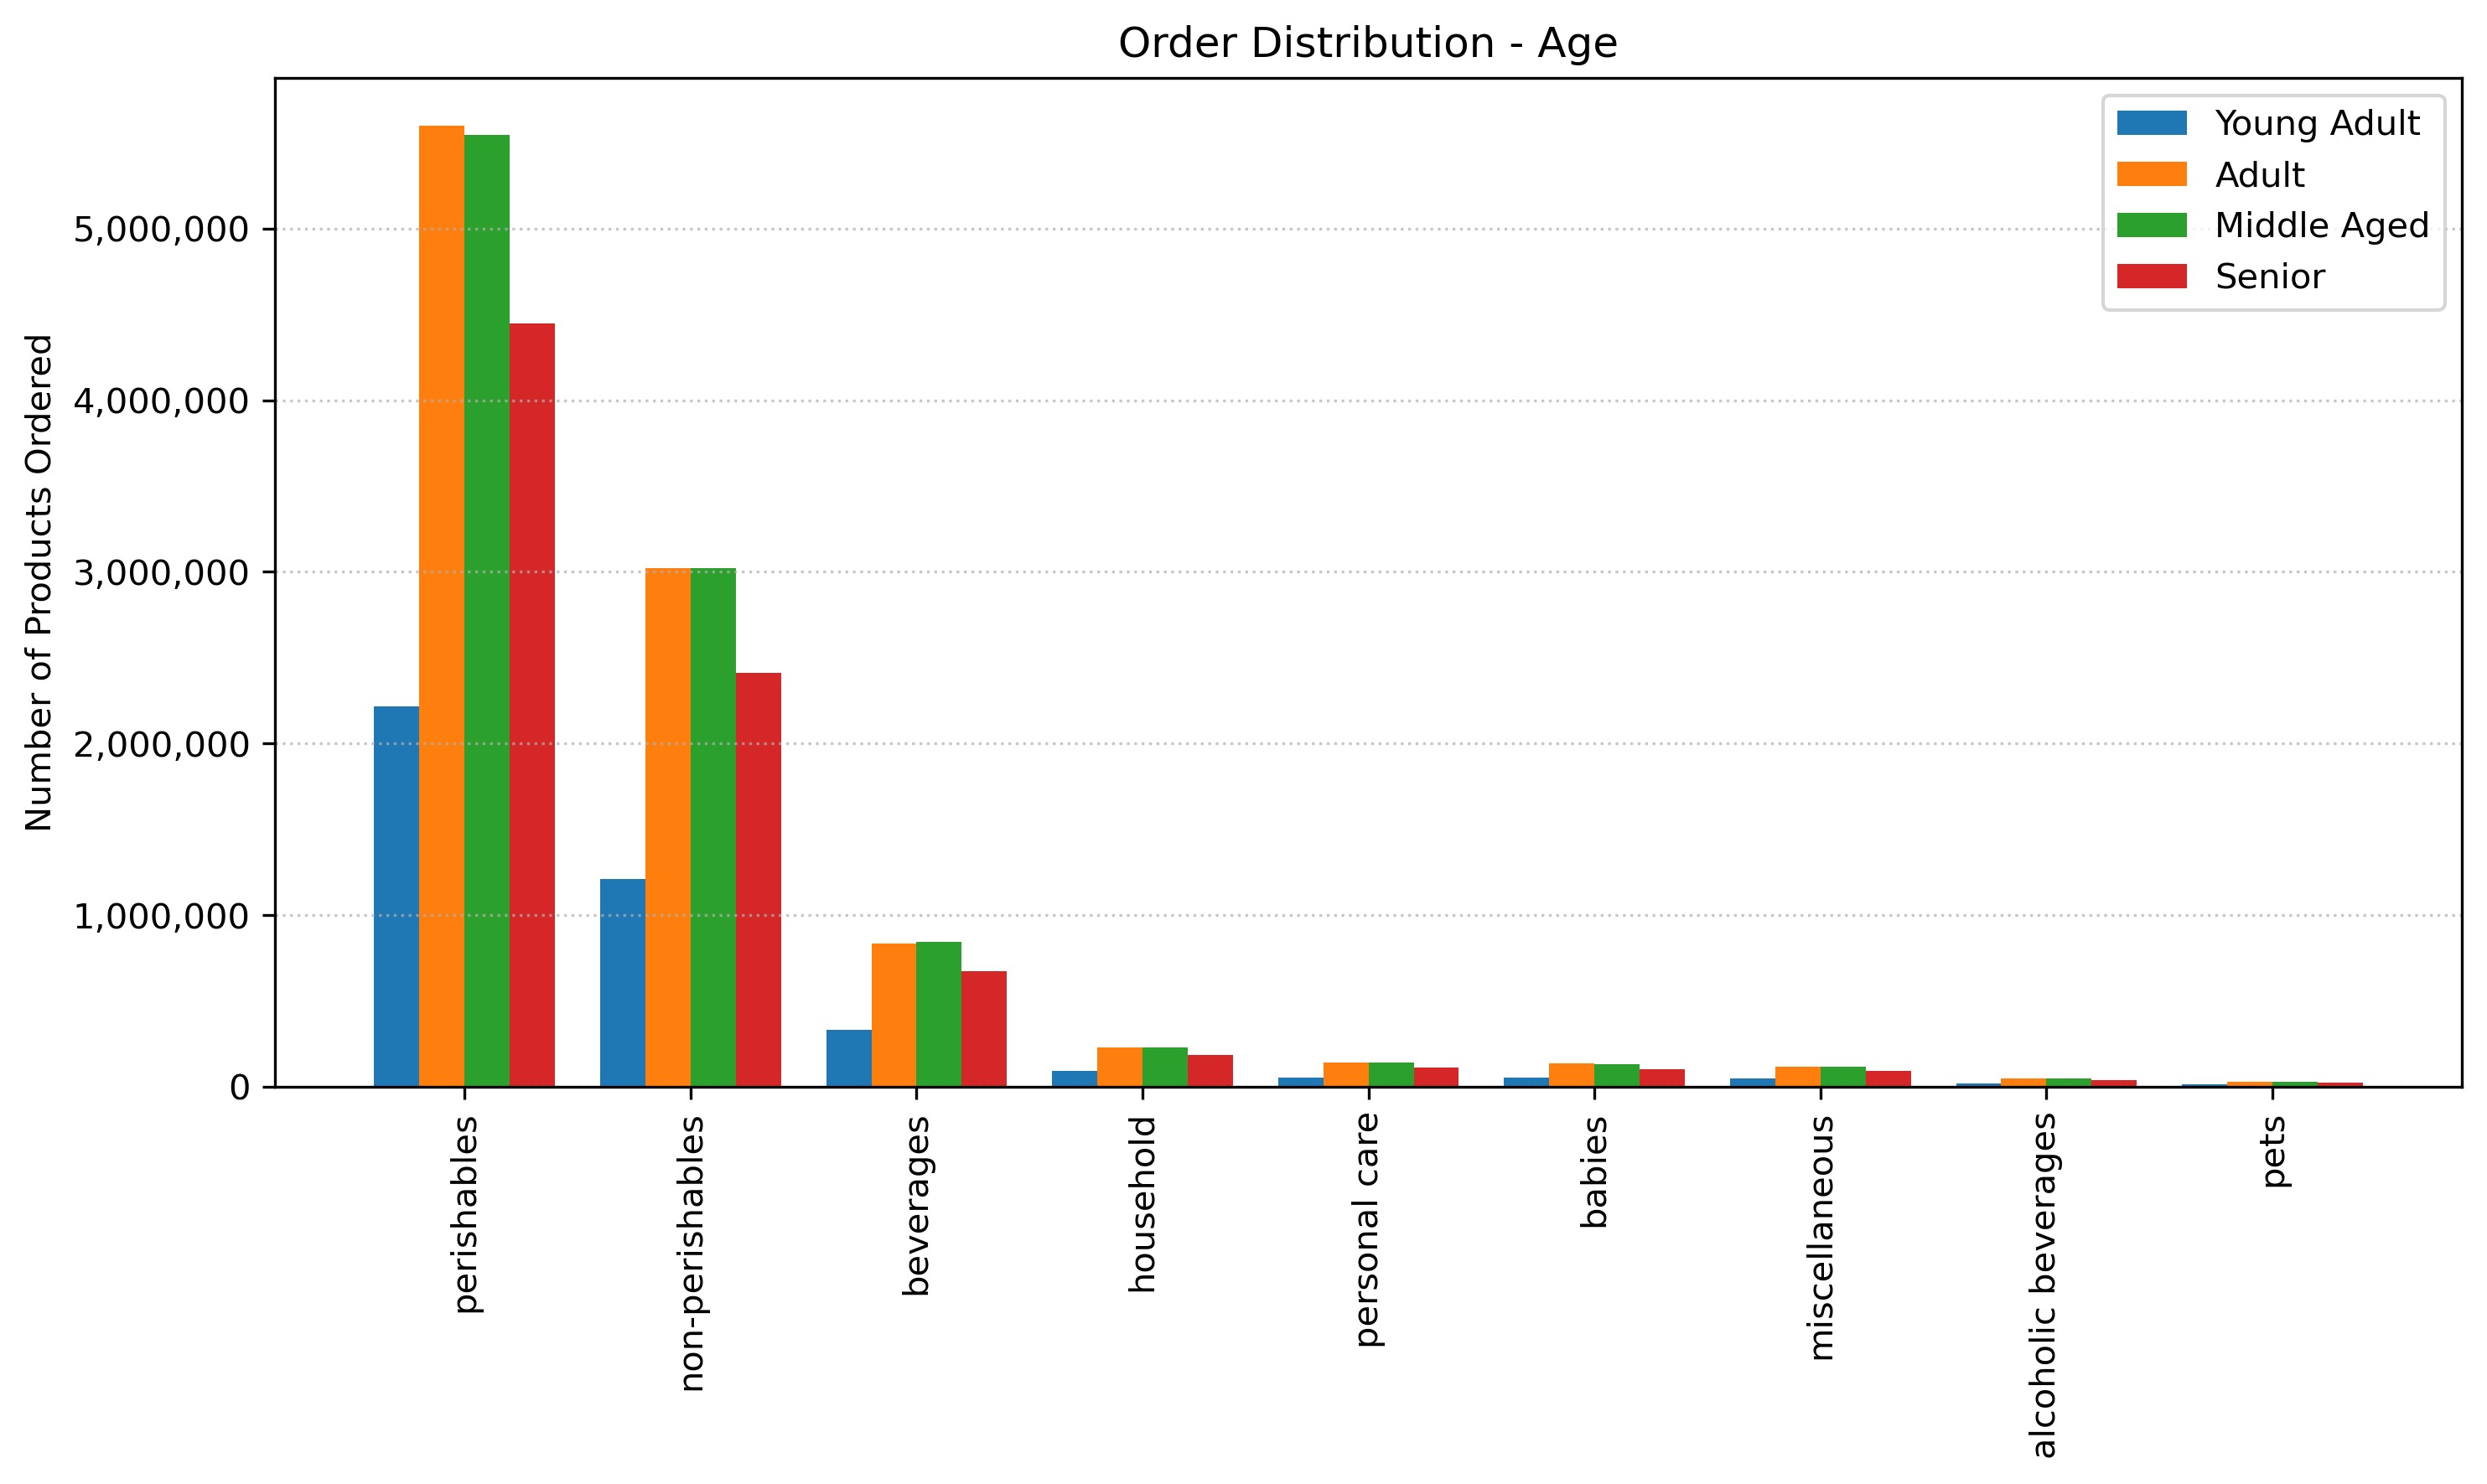 Order Distribution - Age
Number of Products Ordered
5,000,000
4,000,000
3,000,000
2,000,000
1,000,000
0
Young Adult
Adult
Middle Aged
Senior
perishables
non-perishables
beverages
household
personal care
babies
miscellaneous
alcoholic beverages
pets